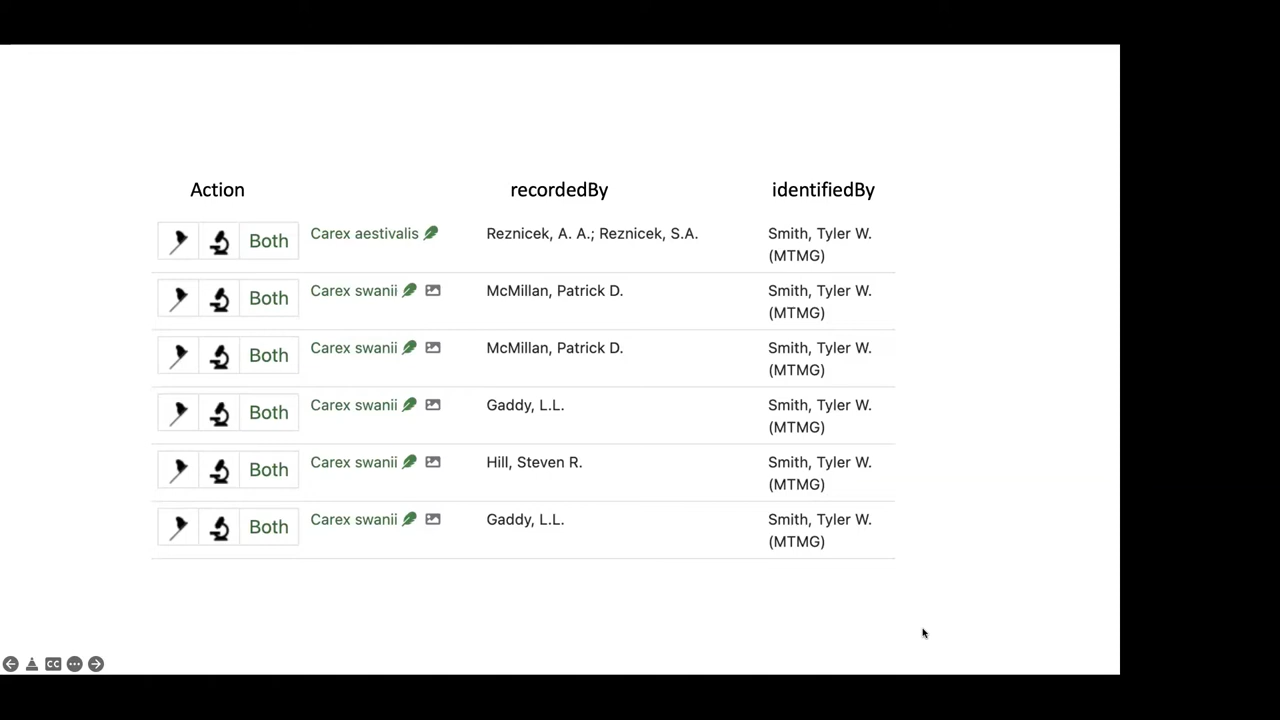 Action recordedBy identifiedBy
Both Carex aestivalis Reznicek, A. A.; Reznicek, S.A. Smith, Tyler W.
(MTMG)
Both Carex swanii McMillan, Patrick D. Smith, Tyler W.
(MTMG)
Both Carex swanii McMillan, Patrick D. Smith, Tyler W.
(MTMG)
Both Carex swanii Gaddy, L.L. Smith, Tyler W.
(MTMG)
Both Carex swanii Hill, Steven R. Smith, Tyler W.
(MTMG)
Both Carex swanii Gaddy, L.L. Smith, Tyler W.
(MTMG)
CC